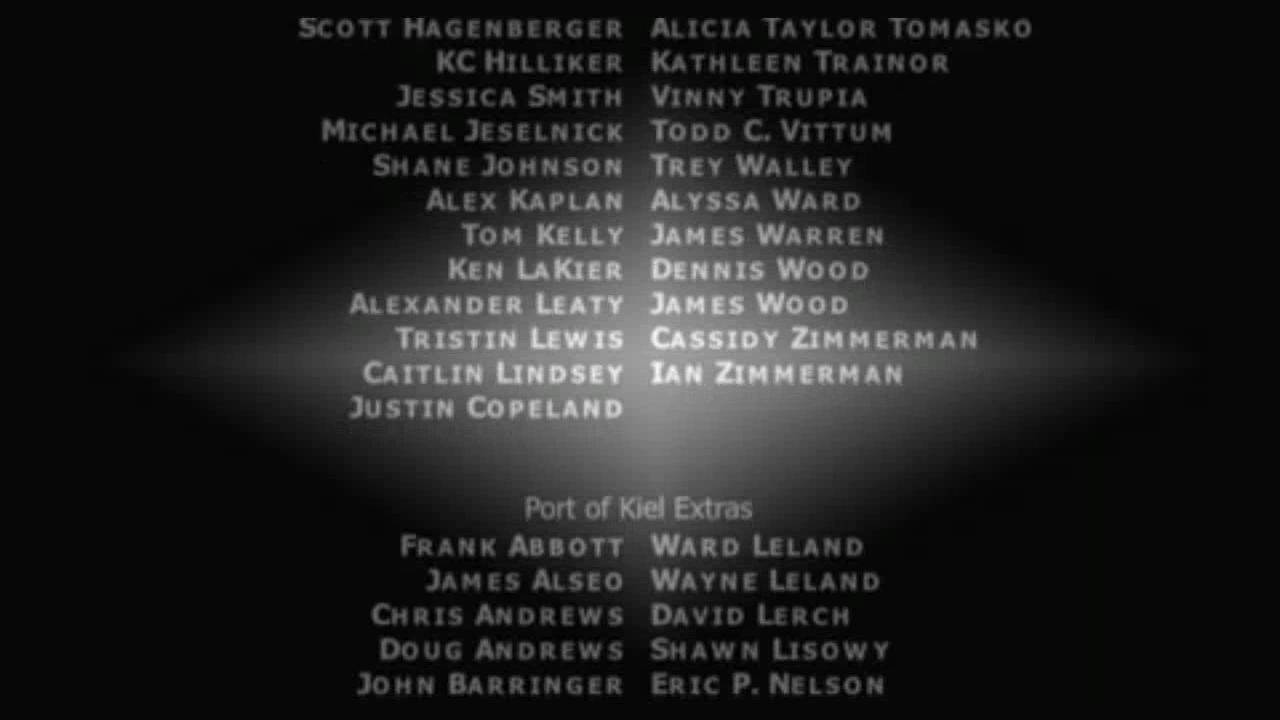 SCOTT HAGENBERGER ALICIA TAYLOR TOMASKO
KC HILLIKER KATHLEEN TRAINOR
JESSICA SMITH VINNY TRUPIA
MICHAEL JESELNICK TODD C. VITTUM
SHANE JOHNSON TREY WALLEY
ALEX KAPLAN ALYSSA WARD
TOM KELLY JAMES WARREN
KEN LAKIER DENNIS WOOD
ALEXANDER LEATY JAMES WOOD
TRISTIN LEWIS CASSIDY ZIMMERMAN
CAITLIN LINDSEY IAN ZIMMERMAN
JUSTIN COPELAND
Port of Kiel Extras
FRANK ABBOTT WARD LELAND
JAMES ALSEO WAYNE LELAND
CHRIS ANDREWS DAVID LERCH
DOUG ANDREWS SHAWN LISOWY
JOHN BARRINGER ERIC P. NELSON